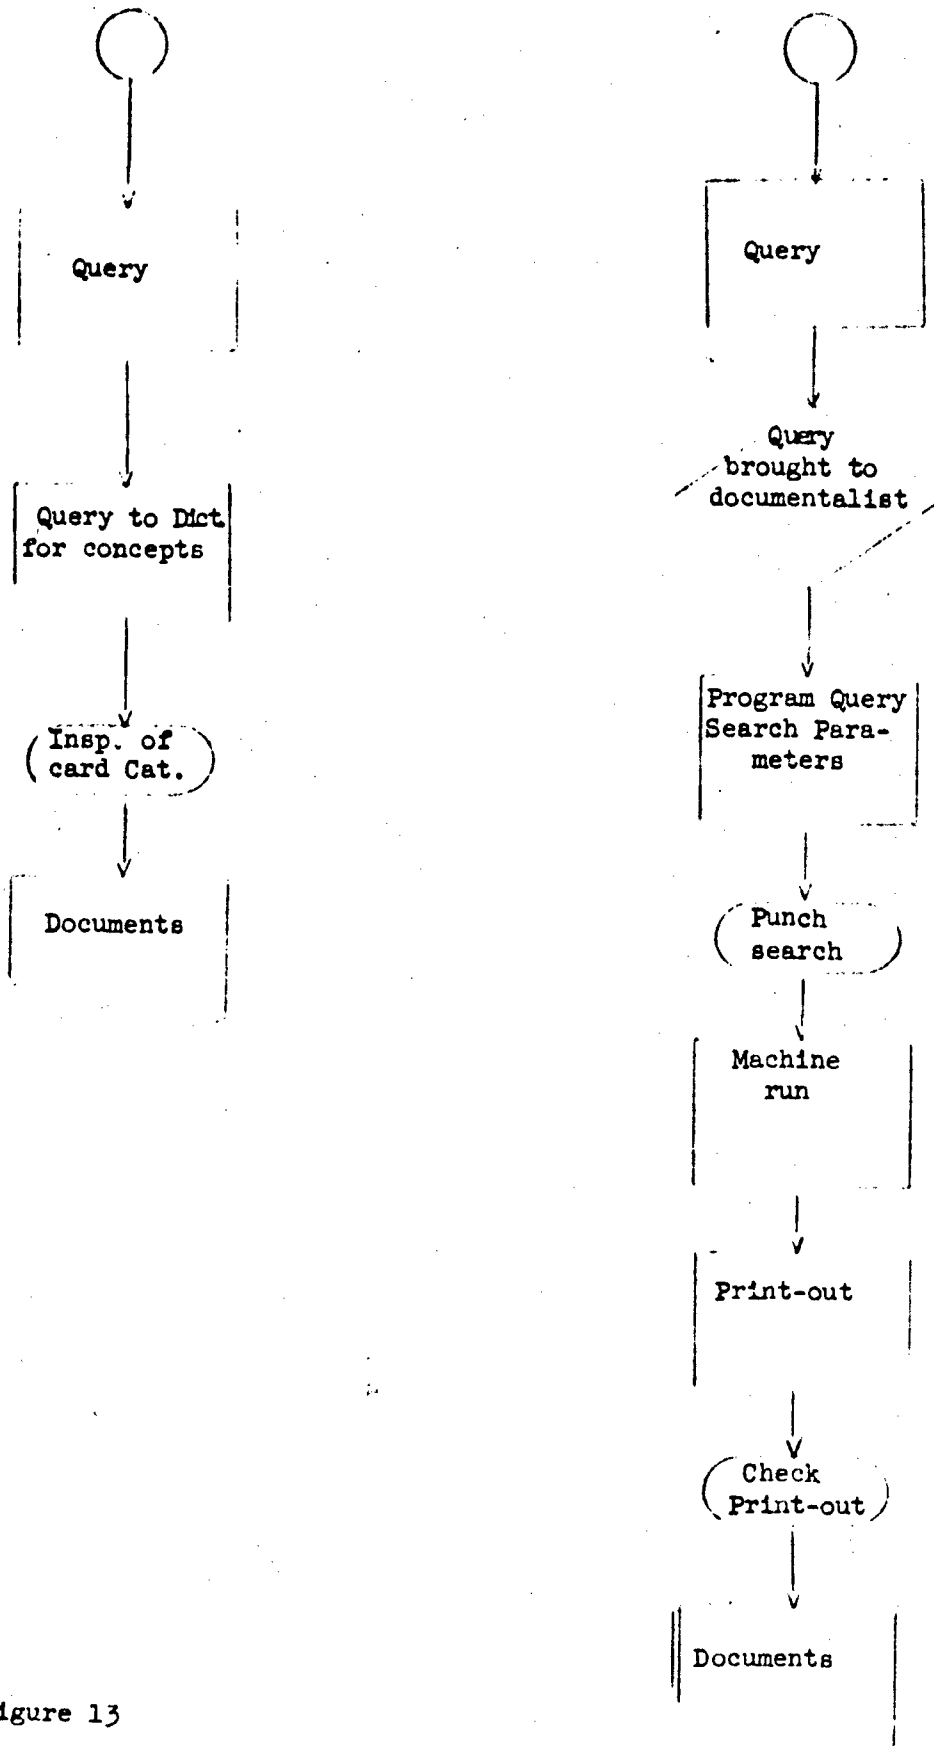 Query
Query to Dict
for concepts
Insp. of
card Cat.
Documents
Query
Query
brought to
documentalist
Program Query
Search Para-
meters
Punch
search
Machine
run
Print-out
Check
Print-out
Documents
igure 13